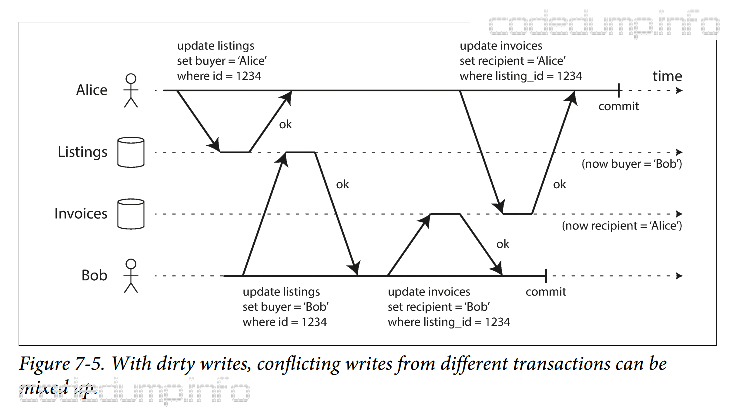 codedump.info
update listings
set buyer = 'Alice'
where id = 1234
update invoices
set recipient = 'Alice'
where listing_id = 1234
Alice
time
ok
commit
Listings
ok
ok
(now buyer = 'Bob')
Invoices
ok
(now recipient = 'Alice')
Bob
update listings
set buyer = 'Bob'
where id = 1234
update invoices
set recipient = 'Bob'
where listing_id = 1234
commit
Figure 7-5. With dirty writes, conflicting writes from different transactions can be
mixed up.
codedump.info